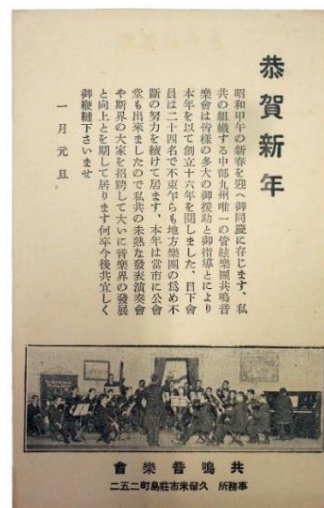 恭賀新年
昭和甲午の新春を迎へ御同慶に存じます、私
共の組織する中部九州唯一の管絃樂團共鳴音
樂會は皆様の多大の御援助と御指導とにより
本年を以て創立十六年を閲しました、目下會
員は二十四名で不束乍らも地方樂團の爲め不
斷の努力を續けて居ます、本年は當市に公會
堂も出來ましたので私共の未熟な發表演奏會
や斯界の大家を招聘して大いに音樂界の發展
と向上とを期して居ります何卒今後共宜しく
御鞭韃下さいませ
一月元旦
共鳴音樂會
事務所 久留米市莊島町二五二